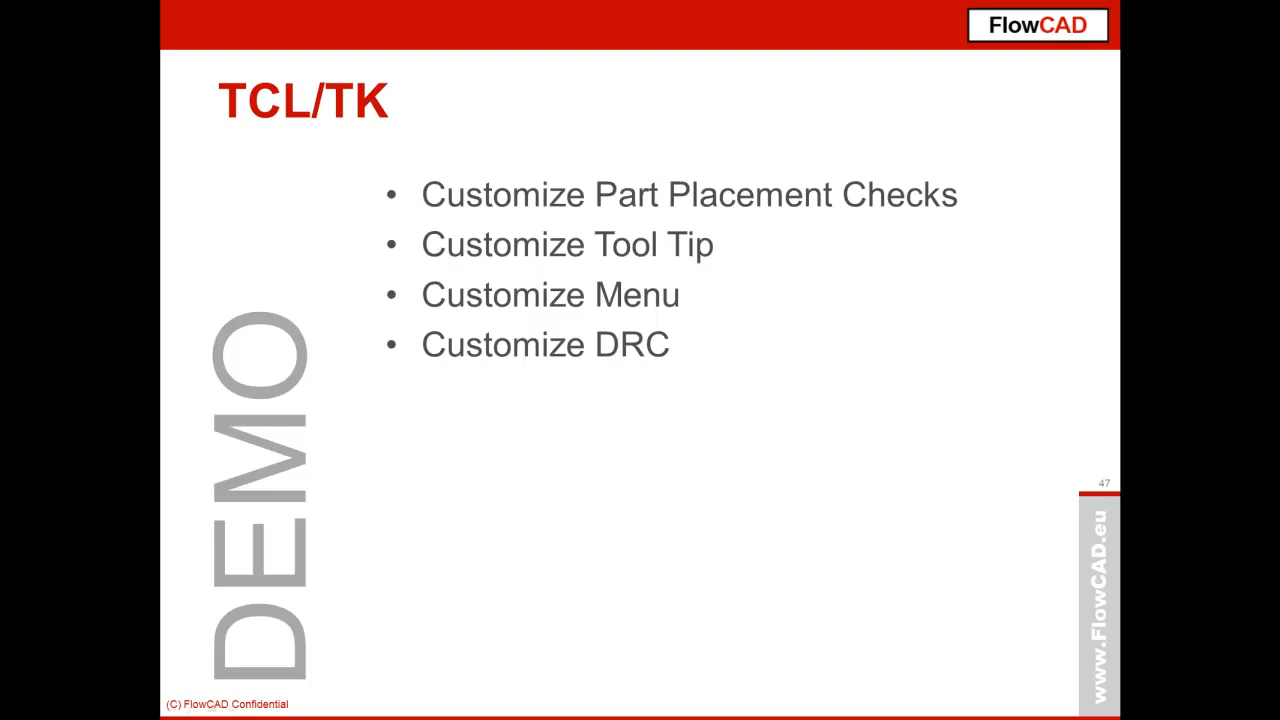 FlowCAD
TCL/TK
• Customize Part Placement Checks
• Customize Tool Tip
• Customize Menu
• Customize DRC
DEMO
47
www.FlowCAD.eu
(C) FlowCAD Confidential